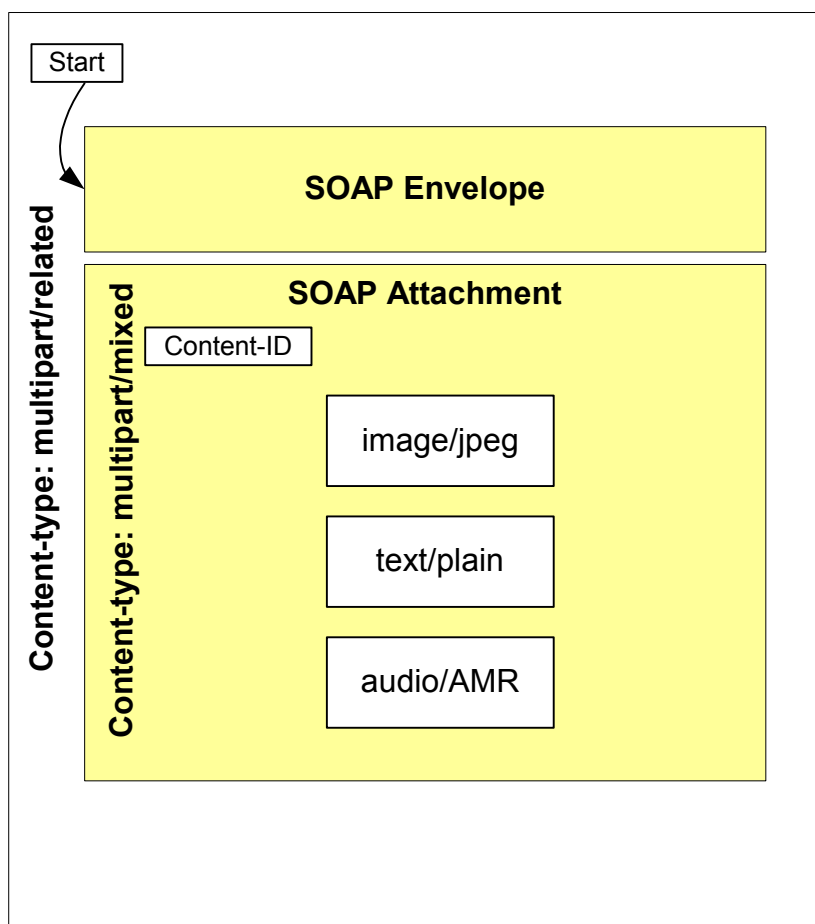 Start
SOAP Envelope
Content-type: multipart/related
SOAP Attachment
Content-type: multipart/mixed
Content-ID
image/jpeg
text/plain
audio/AMR